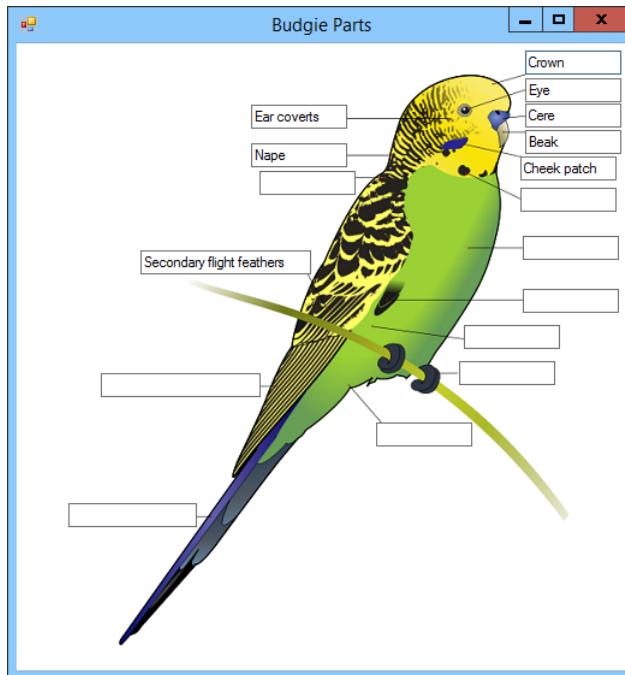 Budgie Parts
Crown
Eye
Ear coverts
Cere
Beak
Nape
Cheek patch
Secondary flight feathers